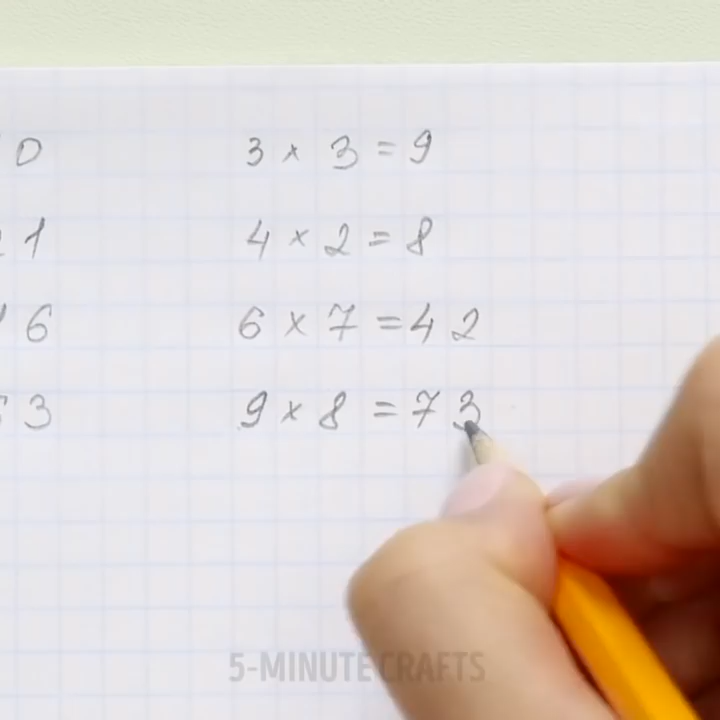 0 3 × 3 = 9
1 4 × 2 = 8
6 6 × 7 = 42
3 9 × 8 = 73
5-MINUTE CRAFTS